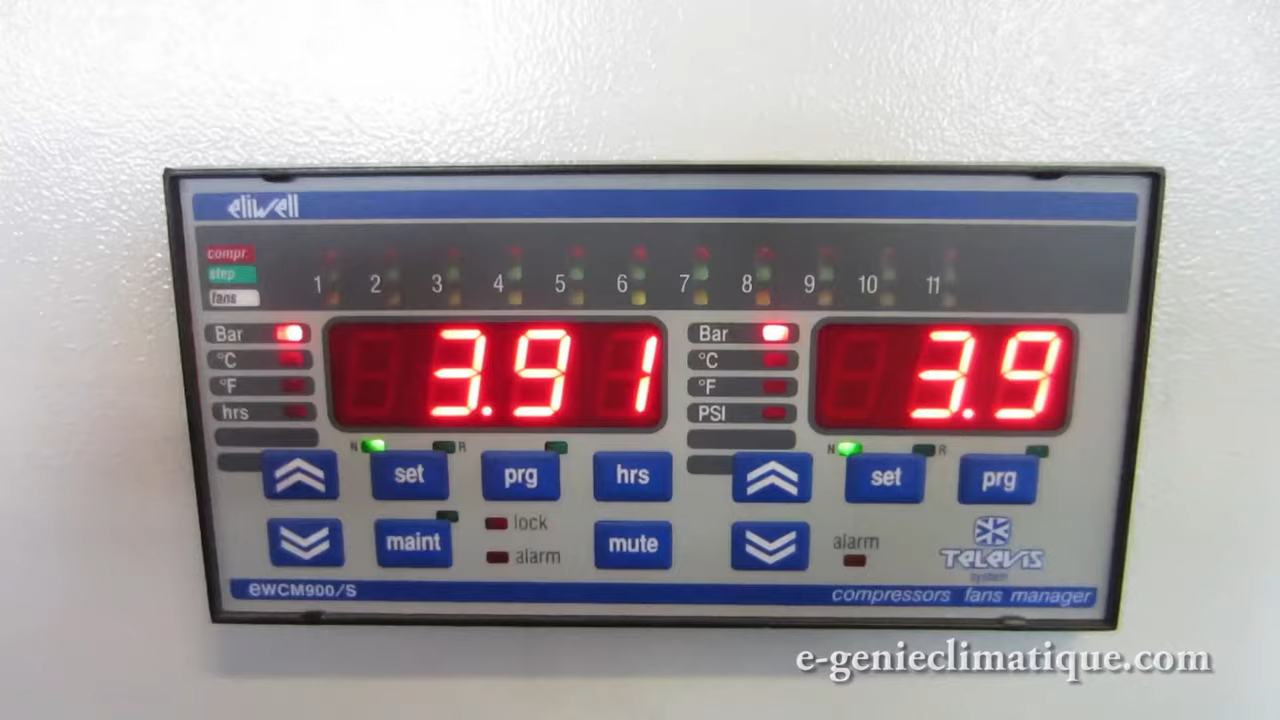 eliwell
compr.
step
fans
1 2 3 4 5 6 7 8 9 10 11
Bar
°C
°F
hrs
3.91
Bar
°C
°F
PSI
3.9
N R
set prg hrs
maint
lock
alarm
mute
N R
set prg
alarm
TELEVIS
system
EWCM900/S
compressors fans manager
e-genieclimatique.com